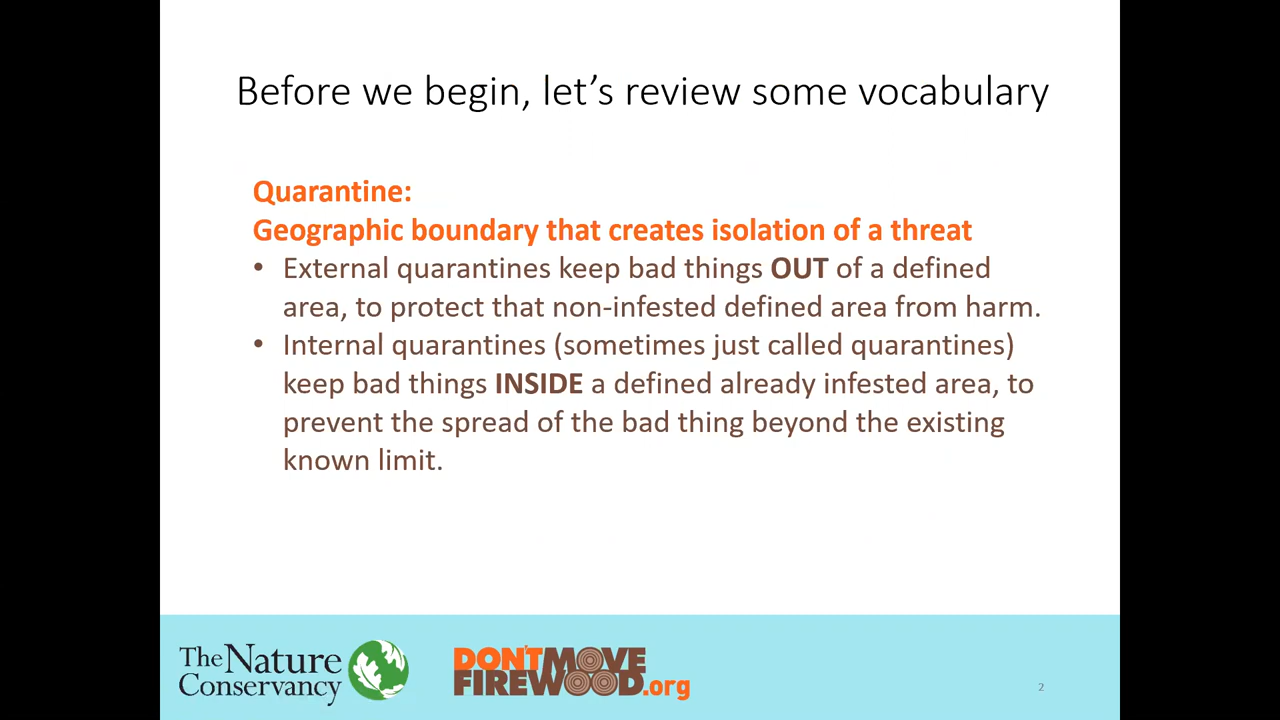 Before we begin, let’s review some vocabulary
Quarantine:
Geographic boundary that creates isolation of a threat
• External quarantines keep bad things OUT of a defined
area, to protect that non-infested defined area from harm.
• Internal quarantines (sometimes just called quarantines)
keep bad things INSIDE a defined already infested area, to
prevent the spread of the bad thing beyond the existing
known limit.
The Nature
Conservancy
DON'T MOVE
FIREWOOD.org
2